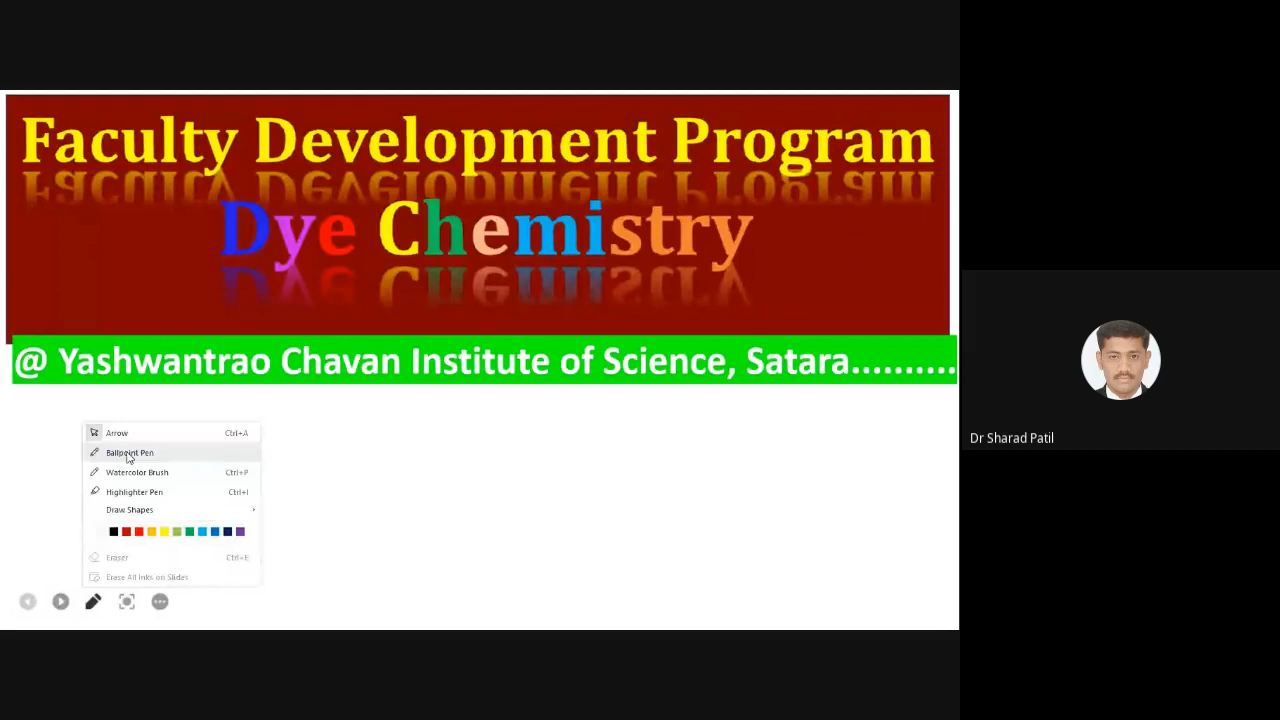 Faculty Development Program
Dye Chemistry
@ Yashwantrao Chavan Institute of Science, Satara..........
Arrow Ctrl+A
Ballpoint Pen
Watercolor Brush Ctrl+P
Highlighter Pen Ctrl+I
Draw Shapes
Eraser Ctrl+E
Erase All Inks on Slides
Dr Sharad Patil